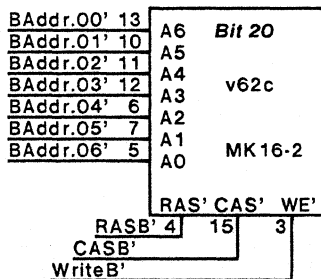 BAddr.00' 13 A6 Bit 20
BAddr.01' 10 A5
BAddr.02' 11 A4 v62c
BAddr.03' 12 A3
BAddr.04' 6 A2
BAddr.05' 7 A1 MK16-2
BAddr.06' 5 A0
RAS' CAS' WE'
RASB' 4 15 3
CASB'
WriteB'